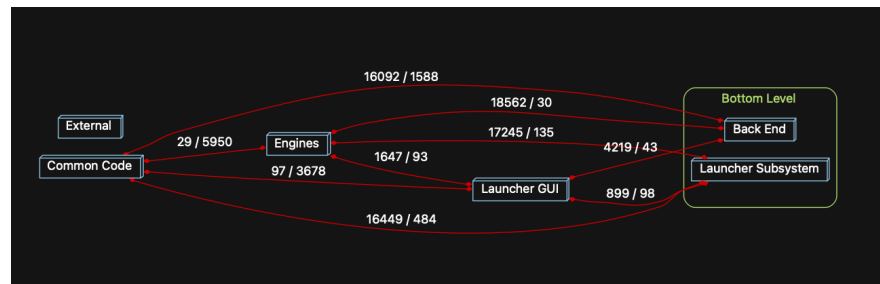 16092 / 1588
Bottom Level
18562 / 30
External
Back End
29 / 5950
Engines
17245 / 135
4219 / 43
1647 / 93
Common Code
97 / 3678
Launcher Subsystem
Launcher GUI
899 / 98
16449 / 484